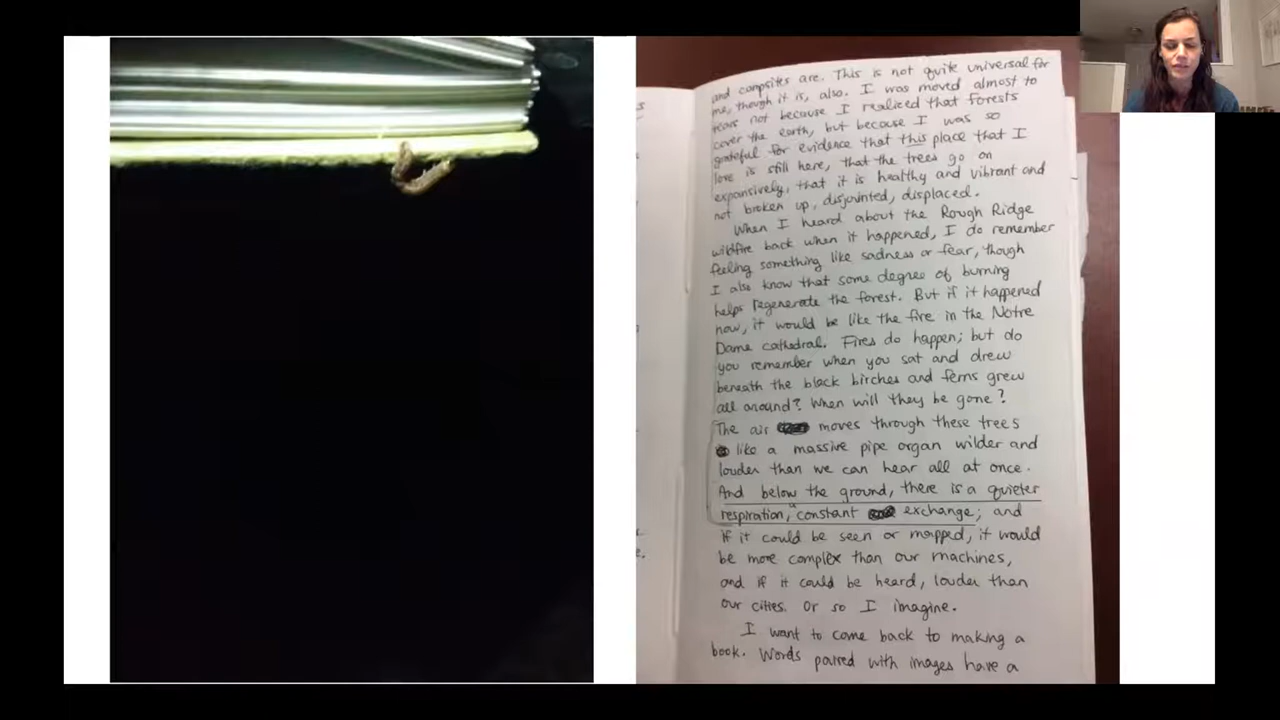 and campsites are. This is not quite universal for
me, though it is, also. I was moved almost to
tears not because I realized that forests
cover the earth, but because I was so
grateful for evidence that this place that I
love is still here, that the trees go on
expansively, that it is healthy and vibrant and
not broken up, disjointed, displaced.
When I heard about the Rough Ridge
wildfire back when it happened, I do remember
feeling something like sadness or fear, though
I also know that some degree of burning
helps regenerate the forest. But if it happened
now, it would be like the fire in the Notre
Dame cathedral. Fires do happen; but do
you remember when you sat and drew
beneath the black birches and ferns grew
all around? When will they be gone?
The air moves through these trees
like a massive pipe organ wilder and
louder than we can hear all at once.
And below the ground, there is a quieter
respiration, constant exchange; and
if it could be seen or mapped, it would
be more complex than our machines,
and if it could be heard, louder than
our cities. Or so I imagine.
I want to come back to making a
book. Words paired with images have a